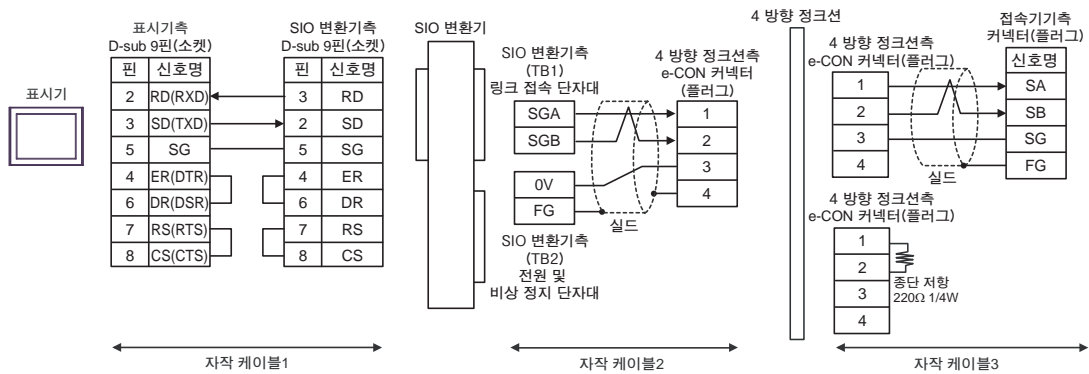 표시기
표시기측
D-sub 9핀(소켓)
핀 신호명
2 RD(RXD)
3 SD(TXD)
5 SG
4 ER(DTR)
6 DR(DSR)
7 RS(RTS)
8 CS(CTS)
SIO 변환기측
D-sub 9핀(소켓)
핀 신호명
3 RD
2 SD
5 SG
4 ER
6 DR
7 RS
8 CS
자작 케이블1
SIO 변환기
SIO 변환기측
(TB1)
링크 접속 단자대
SGA
SGB
0V
FG
SIO 변환기측
(TB2)
전원 및
비상 정지 단자대
실드
4 방향 정크션측
e-CON 커넥터
(플러그)
1
2
3
4
자작 케이블2
4 방향 정크션
4 방향 정크션측
e-CON 커넥터(플러그)
1
2
3
4
실드
접속기기측
커넥터(플러그)
신호명
SA
SB
SG
FG
4 방향 정크션측
e-CON 커넥터(플러그)
1
2
3
4
종단 저항
220Ω 1/4W
자작 케이블3